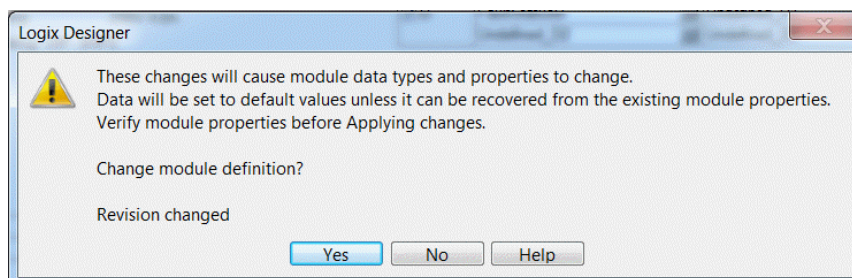 Logix Designer
These changes will cause module data types and properties to change.
Data will be set to default values unless it can be recovered from the existing module properties.
Verify module properties before Applying changes.
Change module definition?
Revision changed
Yes No Help